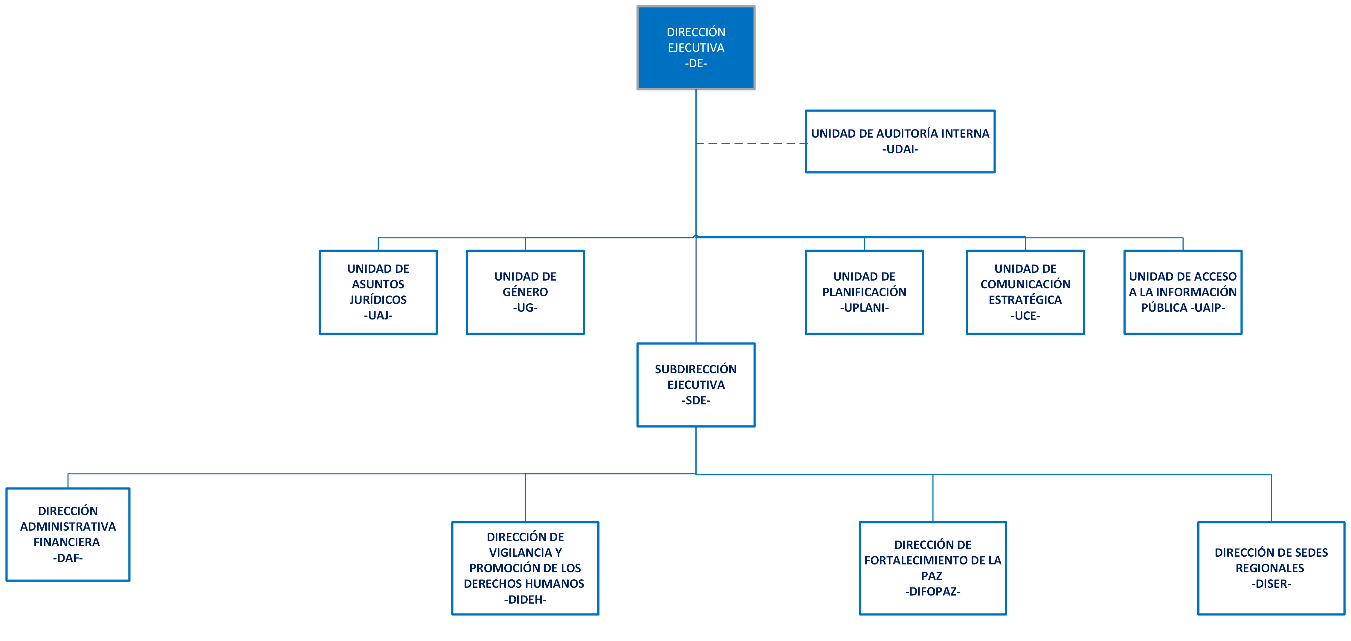 DIRECCIÓN
EJECUTIVA
-DE-
UNIDAD DE AUDITORÍA INTERNA
-UDAI-
UNIDAD DE
ASUNTOS
JURÍDICOS
-UAJ-
UNIDAD DE
GÉNERO
-UG-
UNIDAD DE
PLANIFICACIÓN
-UPLANI-
UNIDAD DE
COMUNICACIÓN
ESTRATÉGICA
-UCE-
UNIDAD DE ACCESO
A LA INFORMACIÓN
PÚBLICA -UAIP-
SUBDIRECCIÓN
EJECUTIVA
-SDE-
DIRECCIÓN
ADMINISTRATIVA
FINANCIERA
-DAF-
DIRECCIÓN DE
VIGILANCIA Y
PROMOCIÓN DE LOS
DERECHOS HUMANOS
-DIDEH-
DIRECCIÓN DE
FORTALECIMIENTO DE LA
PAZ
-DIFOPAZ-
DIRECCIÓN DE SEDES
REGIONALES
-DISER-